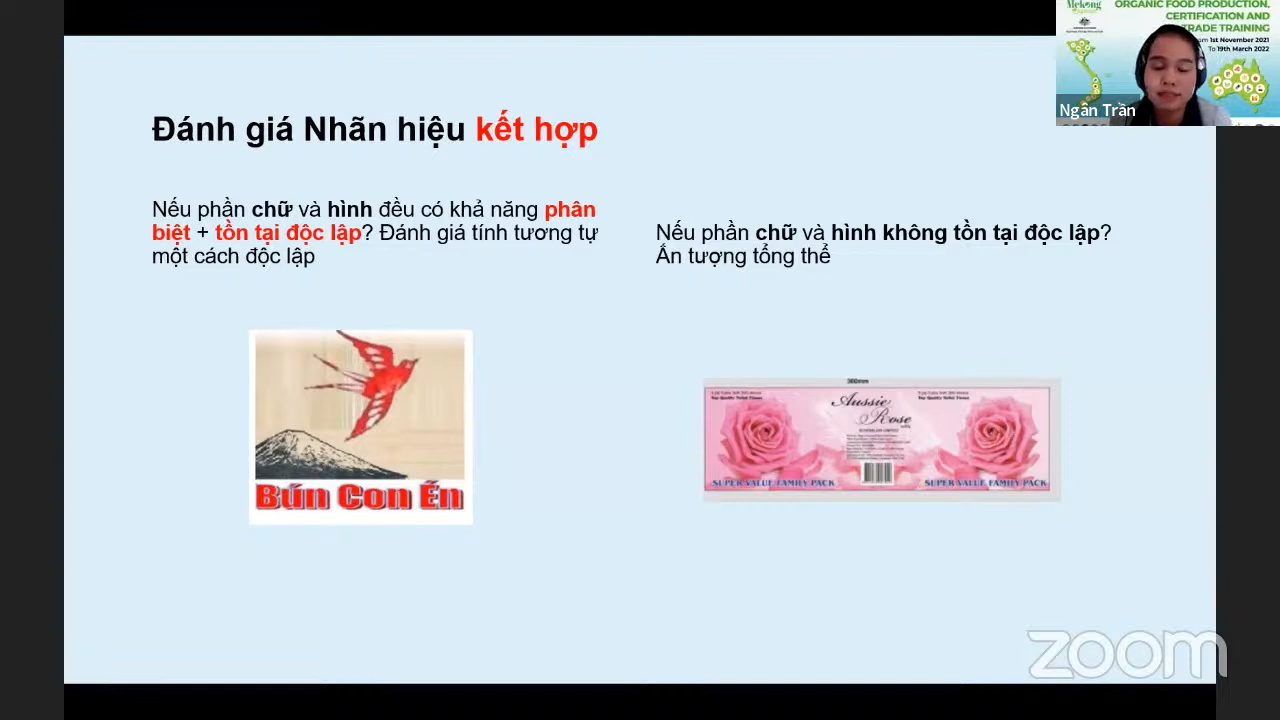 Mekong
ORGANIC FOOD PRODUCTION,
CERTIFICATION AND
TRADE TRAINING
1st November 2021
To 19th March 2022
Ngân Trần
Đánh giá Nhãn hiệu kết hợp
Nếu phần chữ và hình đều có khả năng phân
biệt + tồn tại độc lập? Đánh giá tính tương tự
một cách độc lập
Nếu phần chữ và hình không tồn tại độc lập?
Ấn tượng tổng thể
Bún Con Én
Aussie
Rose
SUPER VALUE FAMILY PACK
SUPER VALUE FAMILY PACK
zoom